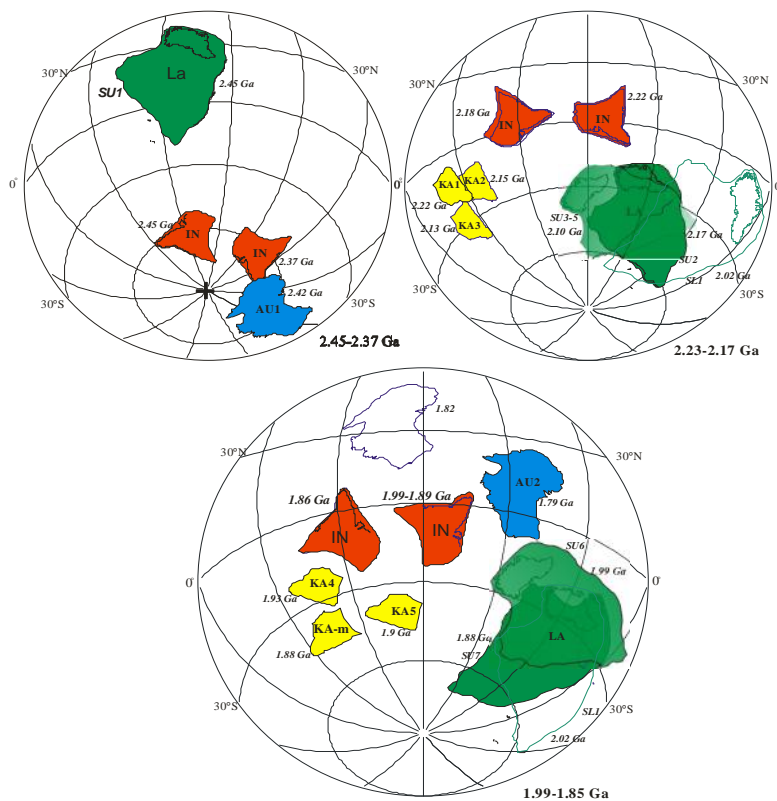 La
SU1
2.45 Ga
30°N
30°N
0°
2.45 Ga
IN
IN
2.37 Ga
2.42 Ga
AU1
30°S
30°S
2.45-2.37 Ga
30°N
30°N
2.18 Ga
IN
IN
2.22 Ga
0°
0°
KA1
KA2
2.15 Ga
2.22 Ga
2.13 Ga
KA3
SU3-5
2.10 Ga
LA
2.17 Ga
SU2
SL1
2.02 Ga
30°S
30°S
2.23-2.17 Ga
1.82
30°N
30°N
1.86 Ga
1.99-1.89 Ga
IN
IN
AU2
1.79 Ga
0°
0°
KA4
1.93 Ga
KA5
1.9 Ga
KA-m
1.88 Ga
SU6
1.99 Ga
1.88 Ga
SU7
LA
30°S
30°S
SL1
2.02 Ga
1.99-1.85 Ga